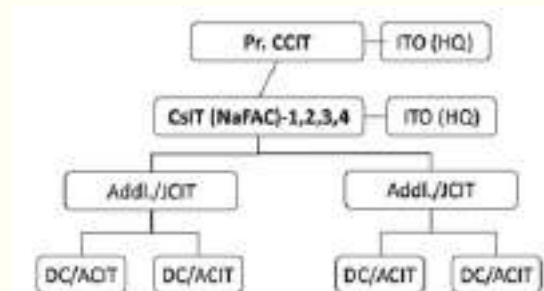 Pr. CCIT ITO (HQ)
CsIT (NaFAC)-1,2,3,4 ITO (HQ)
Addl./JCIT Addl./JCIT
DC/ACIT DC/ACIT DC/ACIT DC/ACIT